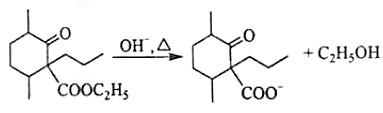 O
OH⁻,△
O
COOC₂H₅
COO⁻
+ C₂H₅OH